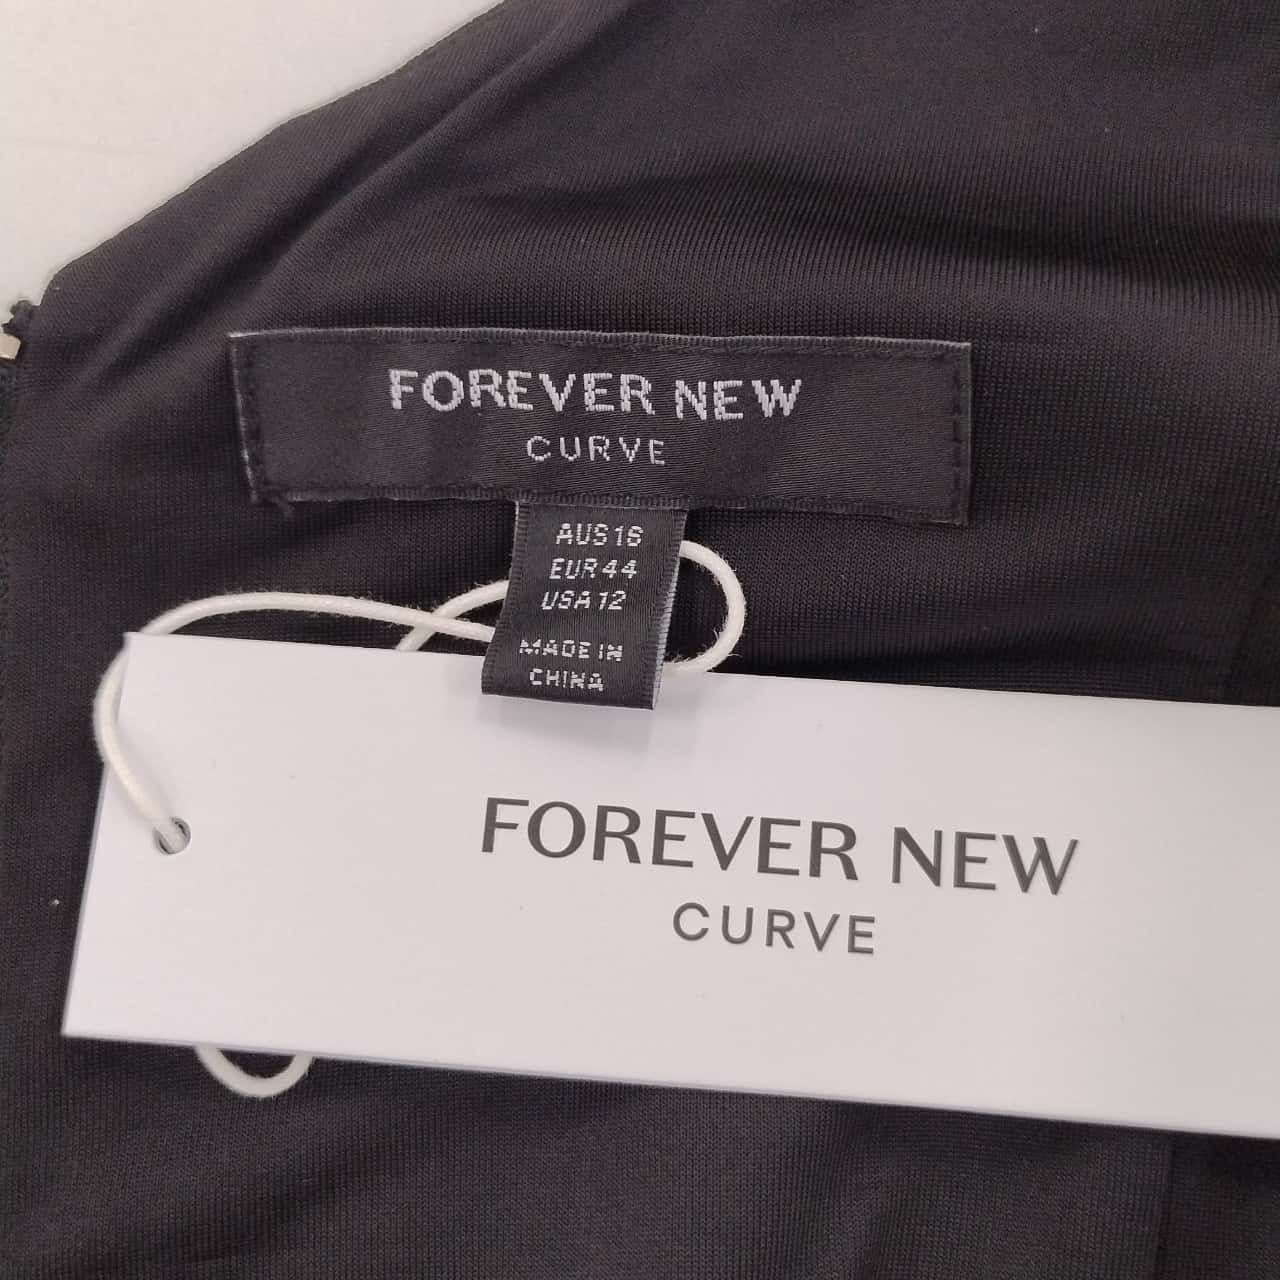 FOREVER NEW
CURVE
AUS 16
EUR 44
USA 12
MADE IN
CHINA
FOREVER NEW
CURVE